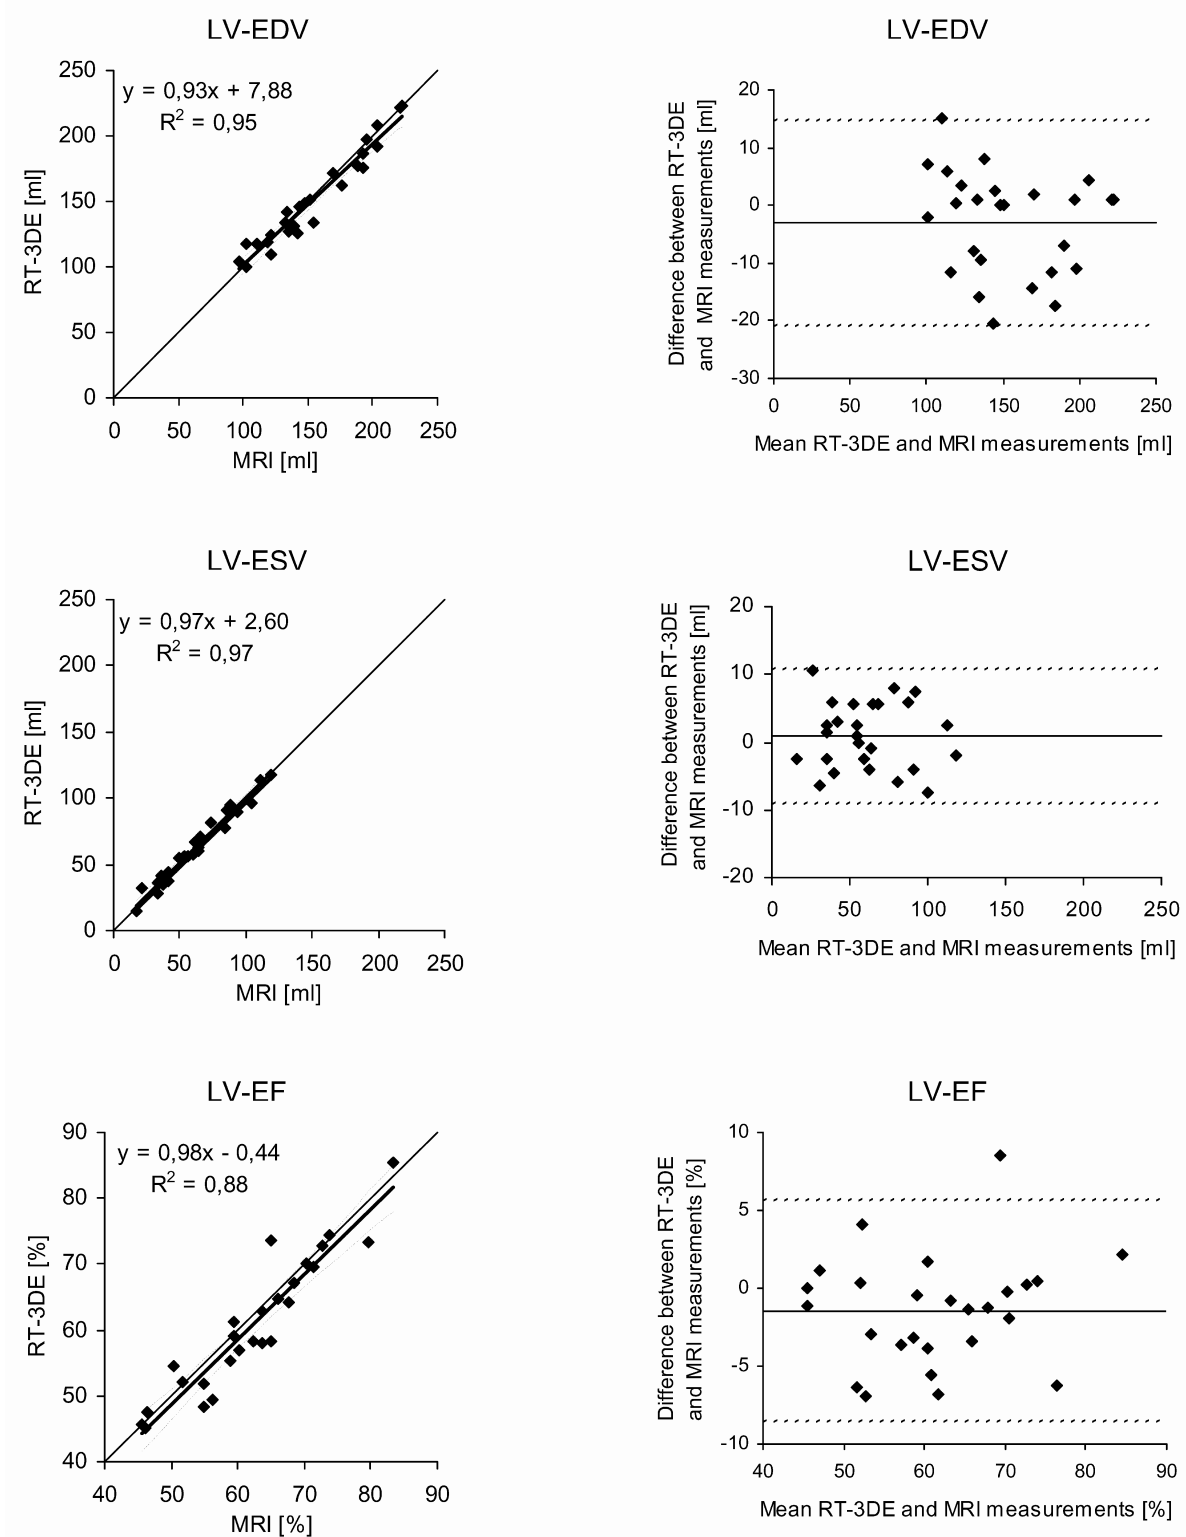 LV-EDV
y = 0,93x + 7,88
R² = 0,95
250
200
150
100
50
0
RT-3DE [ml]
0 50 100 150 200 250
MRI [ml]
LV-EDV
Difference between RT-3DE
and MRI measurements [ml]
20
10
0
-10
-20
-30
0 50 100 150 200 250
Mean RT-3DE and MRI measurements [ml]
LV-ESV
y = 0,97x + 2,60
R² = 0,97
250
200
150
100
50
0
RT-3DE [ml]
0 50 100 150 200 250
MRI [ml]
LV-ESV
Difference between RT-3DE
and MRI measurements [ml]
20
10
0
-10
-20
0 50 100 150 200 250
Mean RT-3DE and MRI measurements [ml]
LV-EF
y = 0,98x - 0,44
R² = 0,88
90
80
70
60
50
40
RT-3DE [%]
40 50 60 70 80 90
MRI [%]
LV-EF
Difference between RT-3DE
and MRI measurements [%]
10
5
0
-5
-10
40 50 60 70 80 90
Mean RT-3DE and MRI measurements [%]